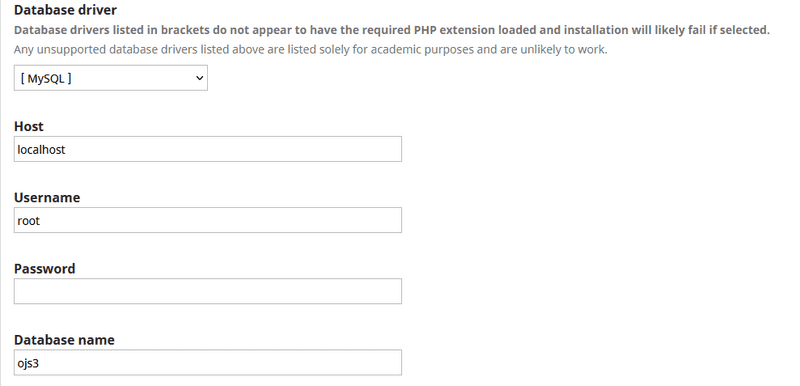 Database driver
Database drivers listed in brackets do not appear to have the required PHP extension loaded and installation will likely fail if selected.
Any unsupported database drivers listed above are listed solely for academic purposes and are unlikely to work.
[ MySQL ]
Host
localhost
Username
root
Password
Database name
ojs3